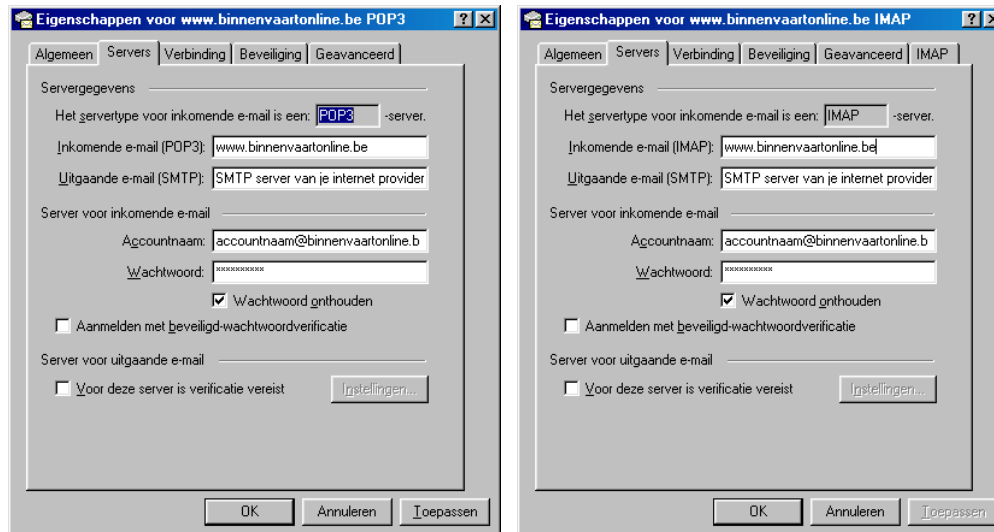 Eigenschappen voor www.binnenvaartonline.be POP3
Algemeen Servers Verbinding Beveiliging Geavanceerd
Servergegevens
Het servertype voor inkomende e-mail is een: POP3 -server.
Inkomende e-mail (POP3): www.binnenvaartonline.be
Uitgaande e-mail (SMTP): SMTP server van je internet provider
Server voor inkomende e-mail
Accountnaam: accountnaam@binnenvaartonline.b
Wachtwoord: **********
Wachtwoord onthouden
Aanmelden met beveiligd-wachtwoordverificatie
Server voor uitgaande e-mail
Voor deze server is verificatie vereist Instellingen...
OK Annuleren Toepassen
Eigenschappen voor www.binnenvaartonline.be IMAP
Algemeen Servers Verbinding Beveiliging Geavanceerd IMAP
Servergegevens
Het servertype voor inkomende e-mail is een: IMAP -server.
Inkomende e-mail (IMAP): www.binnenvaartonline.be
Uitgaande e-mail (SMTP): SMTP server van je internet provider
Server voor inkomende e-mail
Accountnaam: accountnaam@binnenvaartonline.b
Wachtwoord: **********
Wachtwoord onthouden
Aanmelden met beveiligd-wachtwoordverificatie
Server voor uitgaande e-mail
Voor deze server is verificatie vereist Instellingen...
OK Annuleren Toepassen